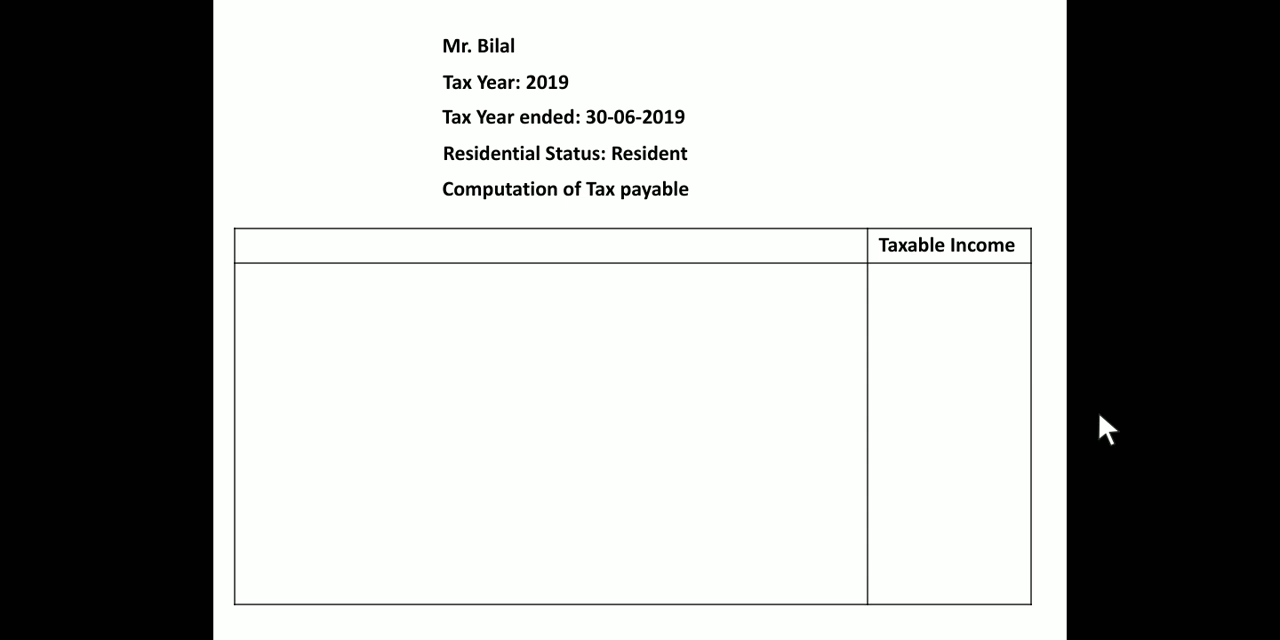 Mr. Bilal
Tax Year: 2019
Tax Year ended: 30-06-2019
Residential Status: Resident
Computation of Tax payable
Taxable Income